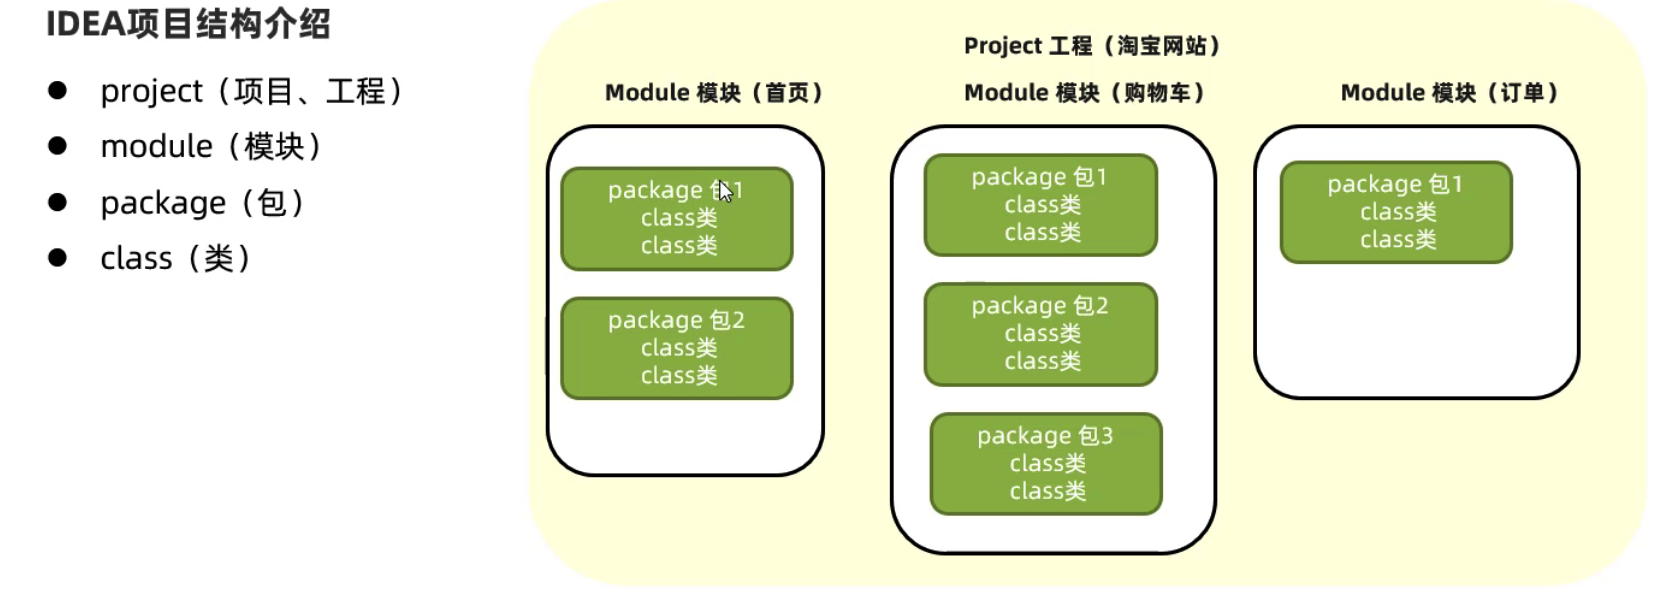 IDEA项目结构介绍
project（项目、工程）
module（模块）
package（包）
class（类）
Project 工程（淘宝网站）
Module 模块（首页）
package 包1
class类
class类
package 包2
class类
class类
Module 模块（购物车）
package 包1
class类
class类
package 包2
class类
class类
package 包3
class类
class类
Module 模块（订单）
package 包1
class类
class类